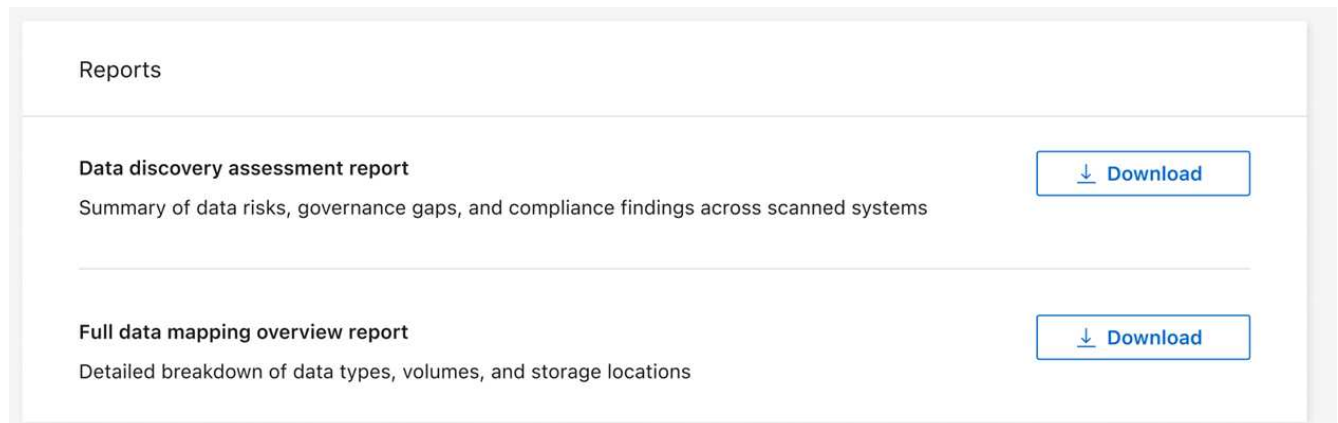 Reports
Data discovery assessment report
Download
Summary of data risks, governance gaps, and compliance findings across scanned systems
Full data mapping overview report
Download
Detailed breakdown of data types, volumes, and storage locations